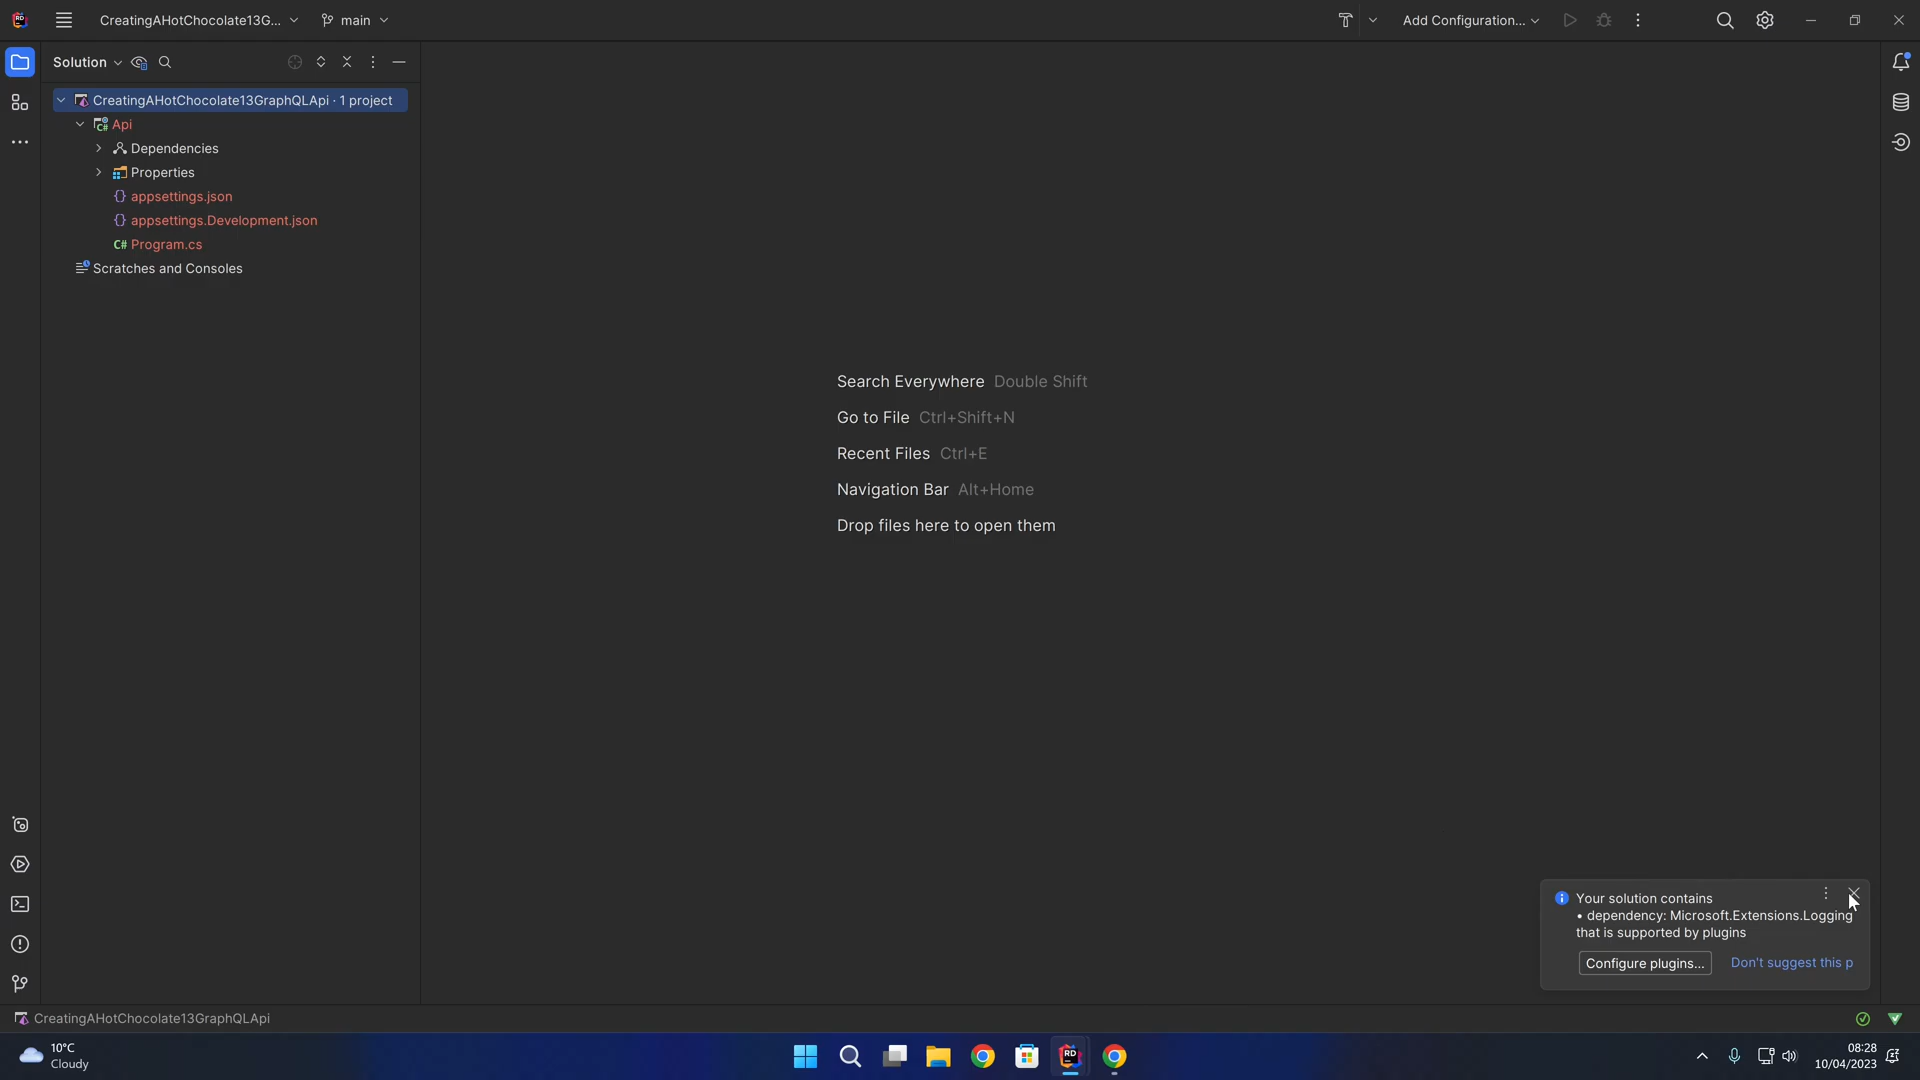 CreatingAHotChocolate13G...
main
Add Configuration...
Solution
CreatingAHotChocolate13GraphQLApi · 1 project
C# Api
Dependencies
Properties
{} appsettings.json
{} appsettings.Development.json
C# Program.cs
Scratches and Consoles
Search Everywhere Double Shift
Go to File Ctrl+Shift+N
Recent Files Ctrl+E
Navigation Bar Alt+Home
Drop files here to open them
Your solution contains
• dependency: Microsoft.Extensions.Logging
that is supported by plugins
Configure plugins... Don't suggest this p
CreatingAHotChocolate13GraphQLApi
10°C
Cloudy
RD
08:28
10/04/2023